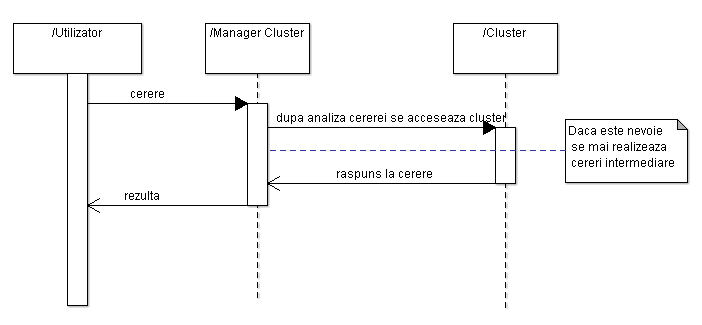 /Utilizator
/Manager Cluster
/Cluster
cerere
dupa analiza cererei se acceseaza cluster
Daca este nevoie
se mai realizeaza
cereri intermediare
raspuns la cerere
rezulta